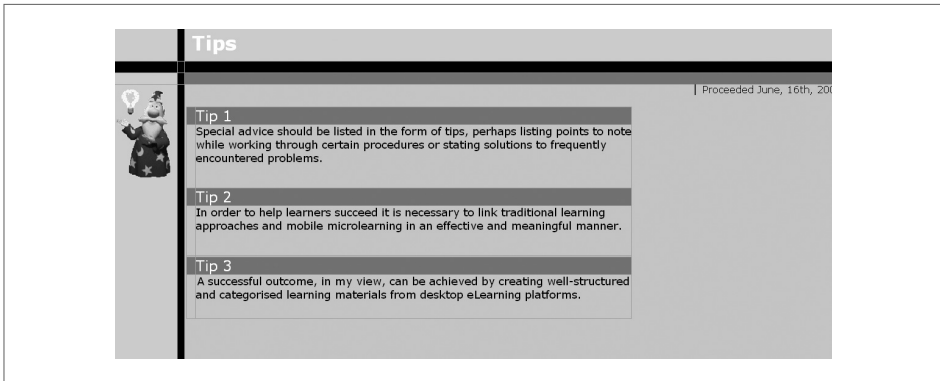 Tips
Proceeded June, 16th,
Tip 1
Special advice should be listed in the form of tips, perhaps listing points to note
while working through certain procedures or stating solutions to frequently
encountered problems.
Tip 2
In order to help learners succeed it is necessary to link traditional learning
approaches and mobile microlearning in an effective and meaningful manner.
Tip 3
A successful outcome, in my view, can be achieved by creating well-structured
and categorised learning materials from desktop eLearning platforms.